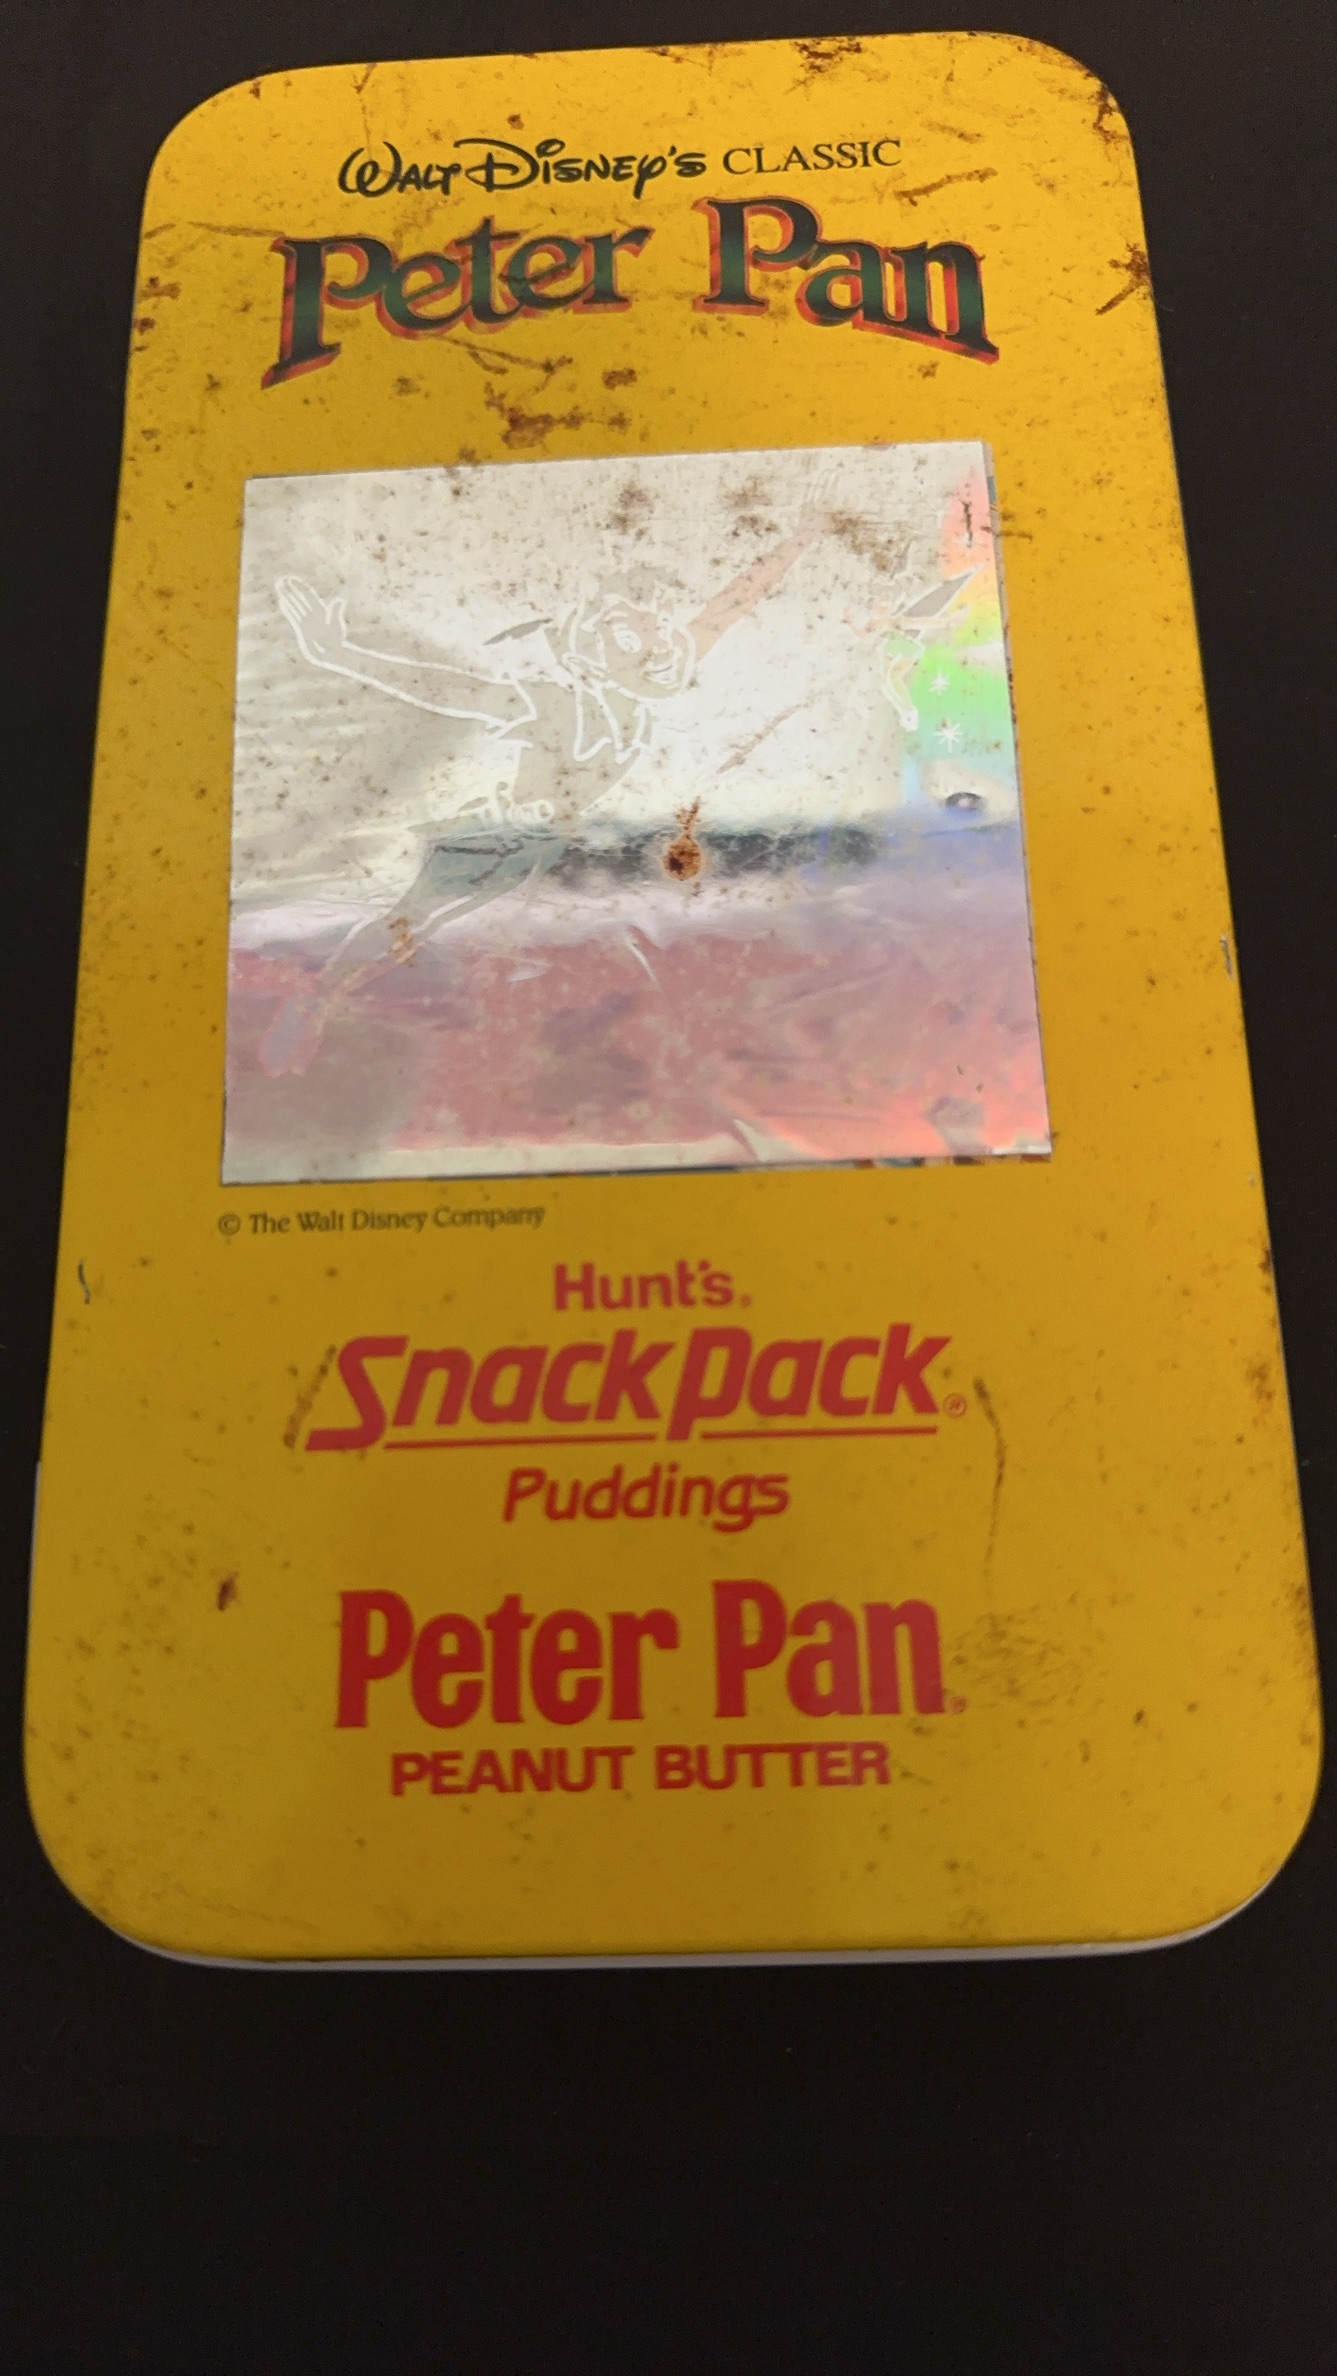 WALT DISNEY'S CLASSIC
Peter Pan
© The Walt Disney Company
Hunt's®
Snack Pack®
Puddings
Peter Pan®
PEANUT BUTTER